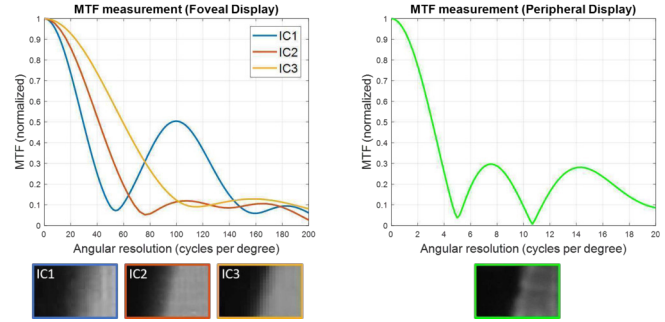 MTF measurement (Foveal Display)
MTF (normalized)
1
0.9
0.8
0.7
0.6
0.5
0.4
0.3
0.2
0.1
0
0 20 40 60 80 100 120 140 160 180 200
Angular resolution (cycles per degree)
IC1
IC2
IC3
IC1
IC2
IC3
MTF measurement (Peripheral Display)
MTF (normalized)
1
0.9
0.8
0.7
0.6
0.5
0.4
0.3
0.2
0.1
0
0 2 4 6 8 10 12 14 16 18 20
Angular resolution (cycles per degree)